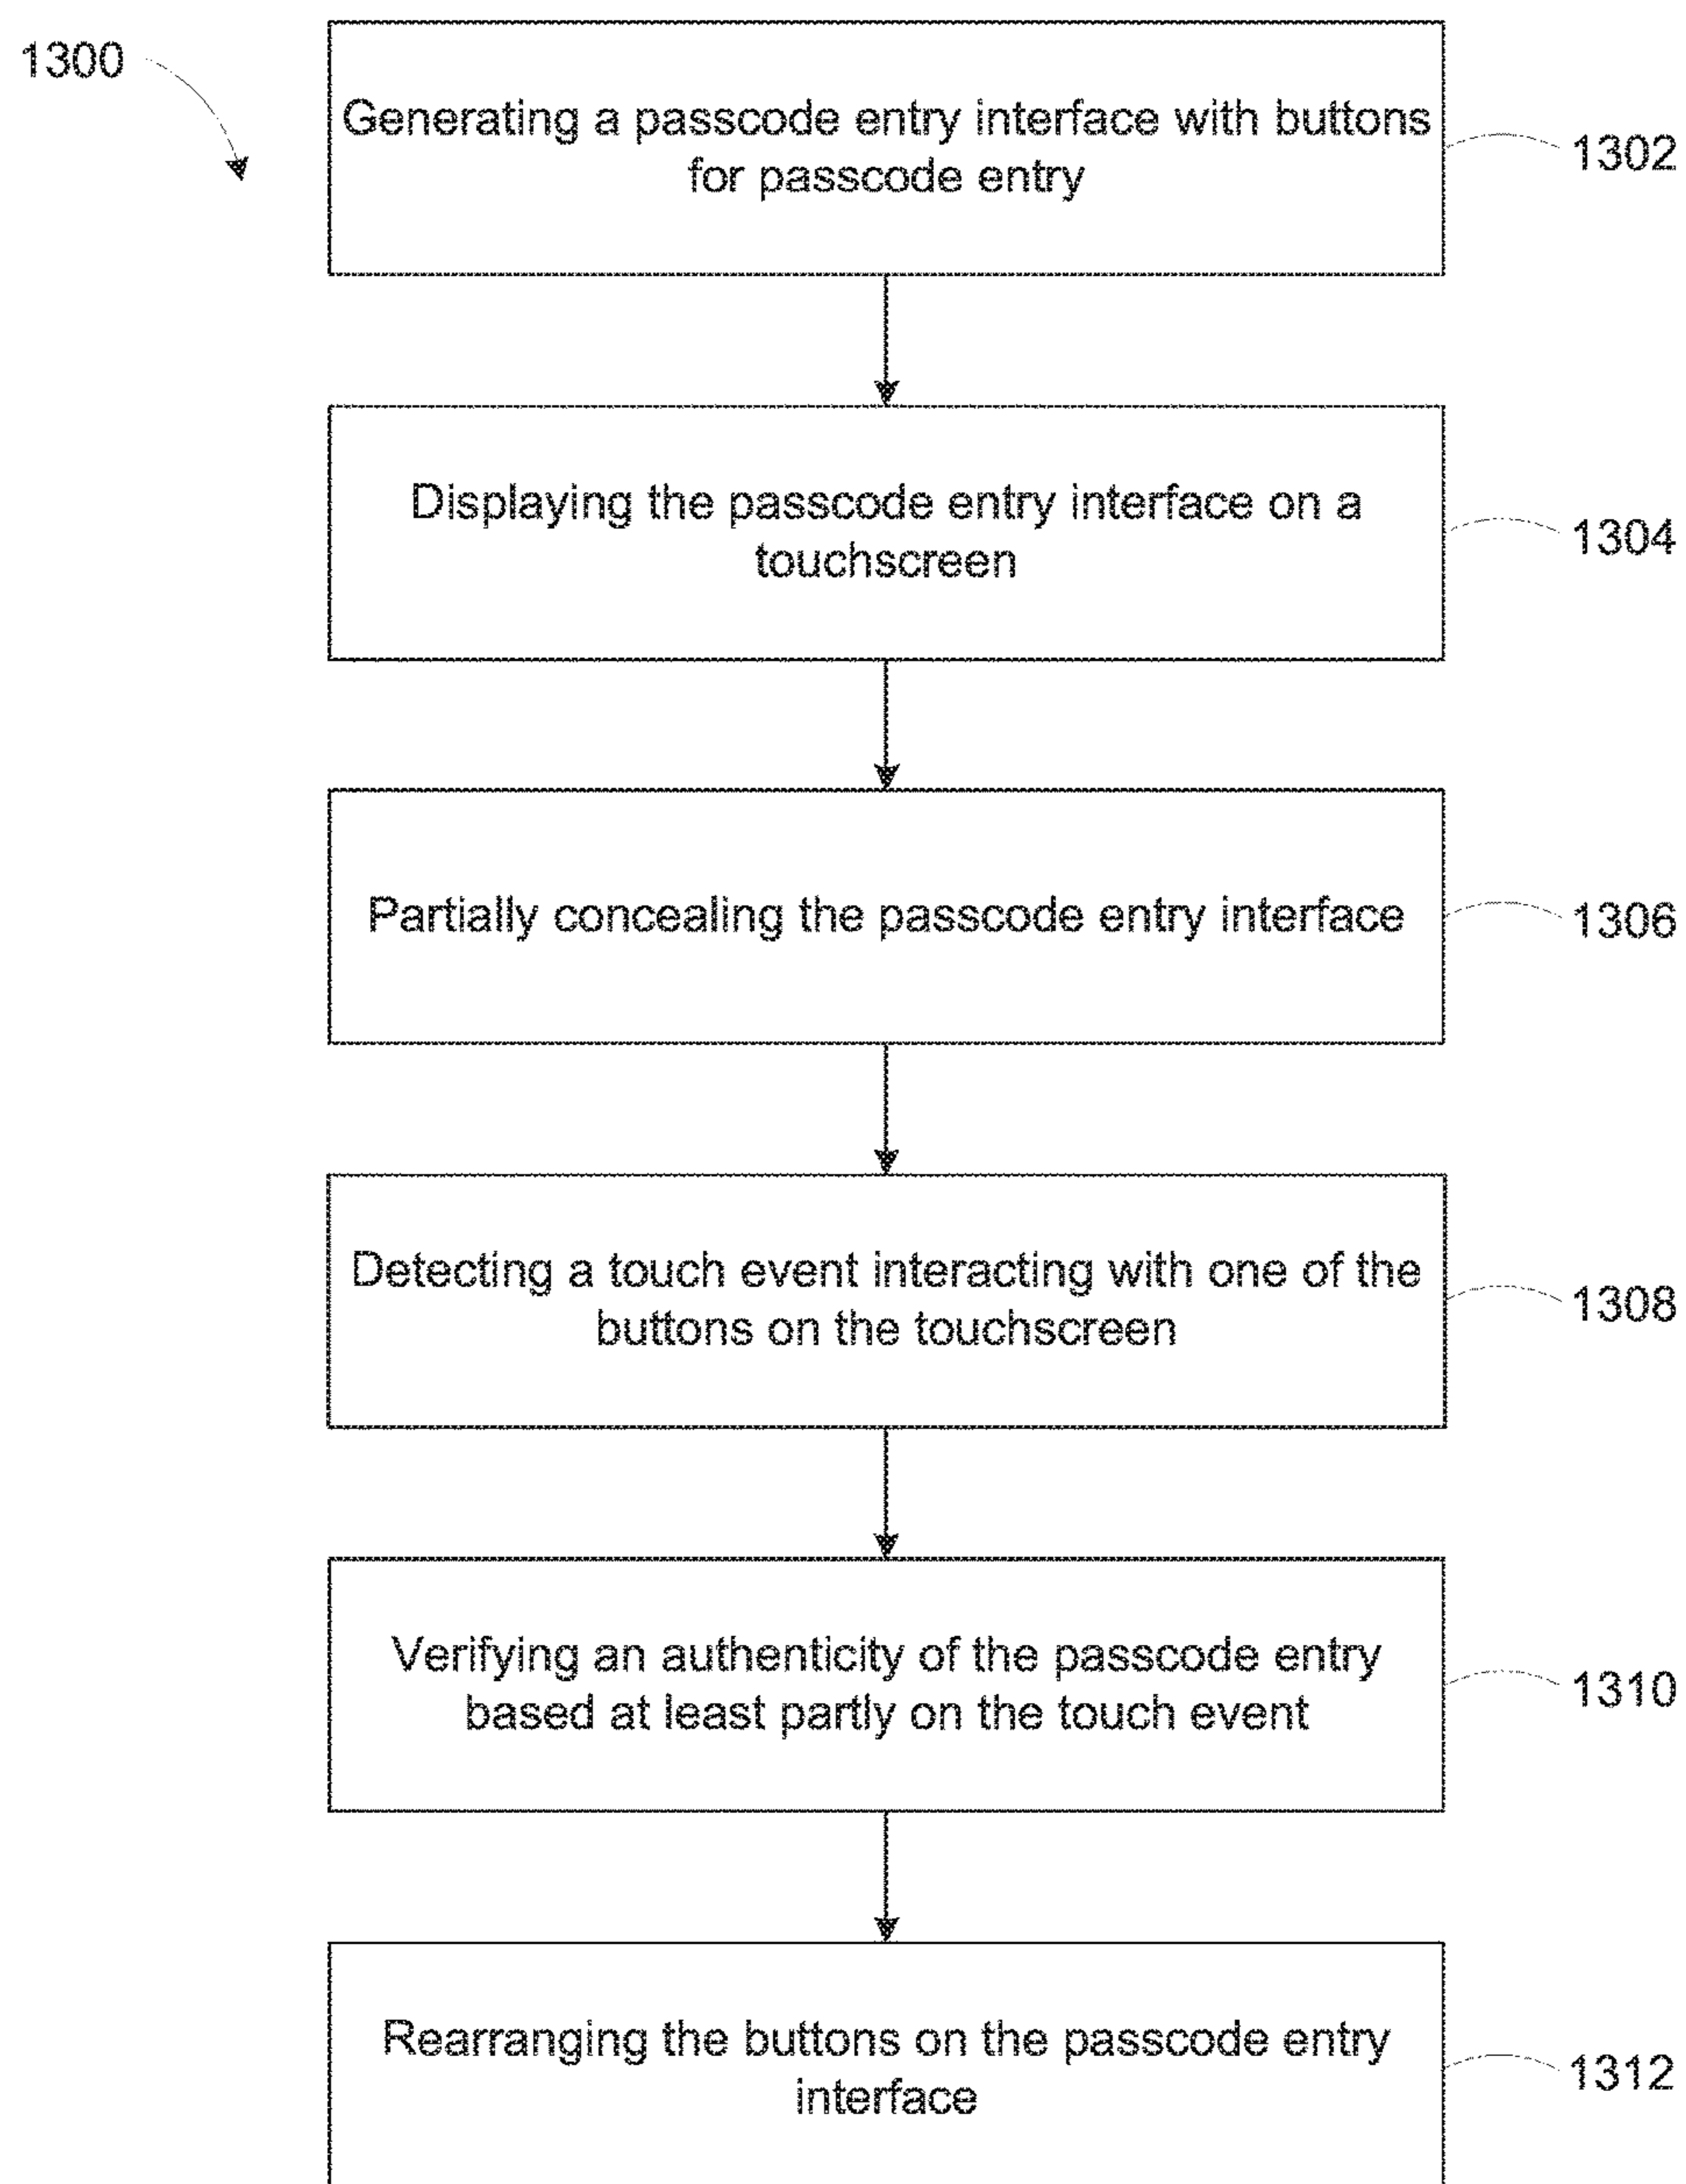 1300
Generating a passcode entry interface with buttons
for passcode entry
1302
Displaying the passcode entry interface on a
touchscreen
1304
Partially concealing the passcode entry interface
1306
Detecting a touch event interacting with one of the
buttons on the touchscreen
1308
Verifying an authenticity of the passcode entry
based at least partly on the touch event
1310
Rearranging the buttons on the passcode entry
interface
1312